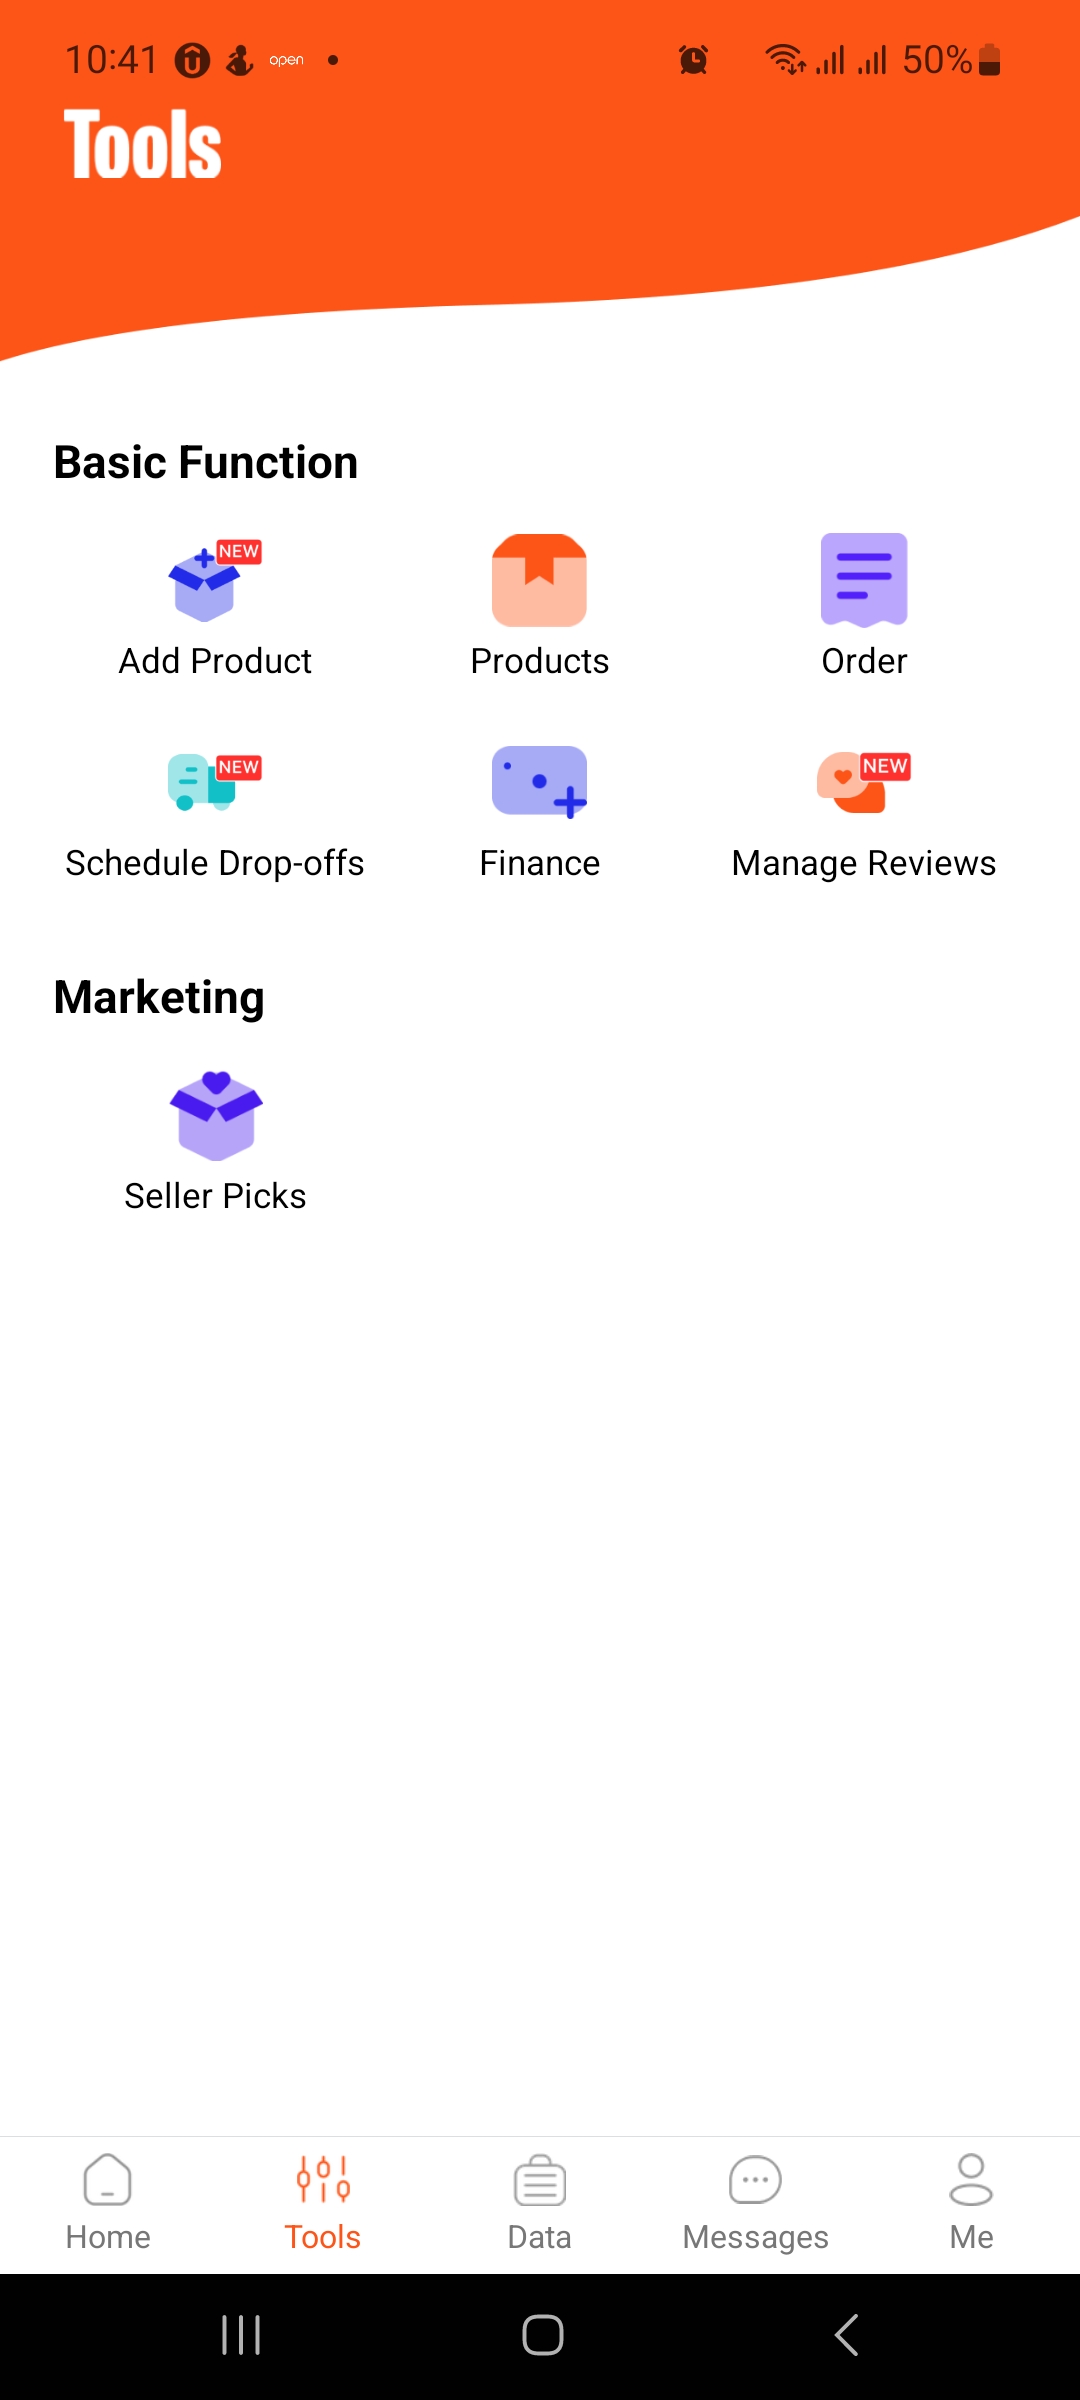 10:41 open 50%
Tools
Basic Function
NEW
Add Product Products Order
NEW NEW
Schedule Drop-offs Finance Manage Reviews
Marketing
Seller Picks
Home Tools Data Messages Me